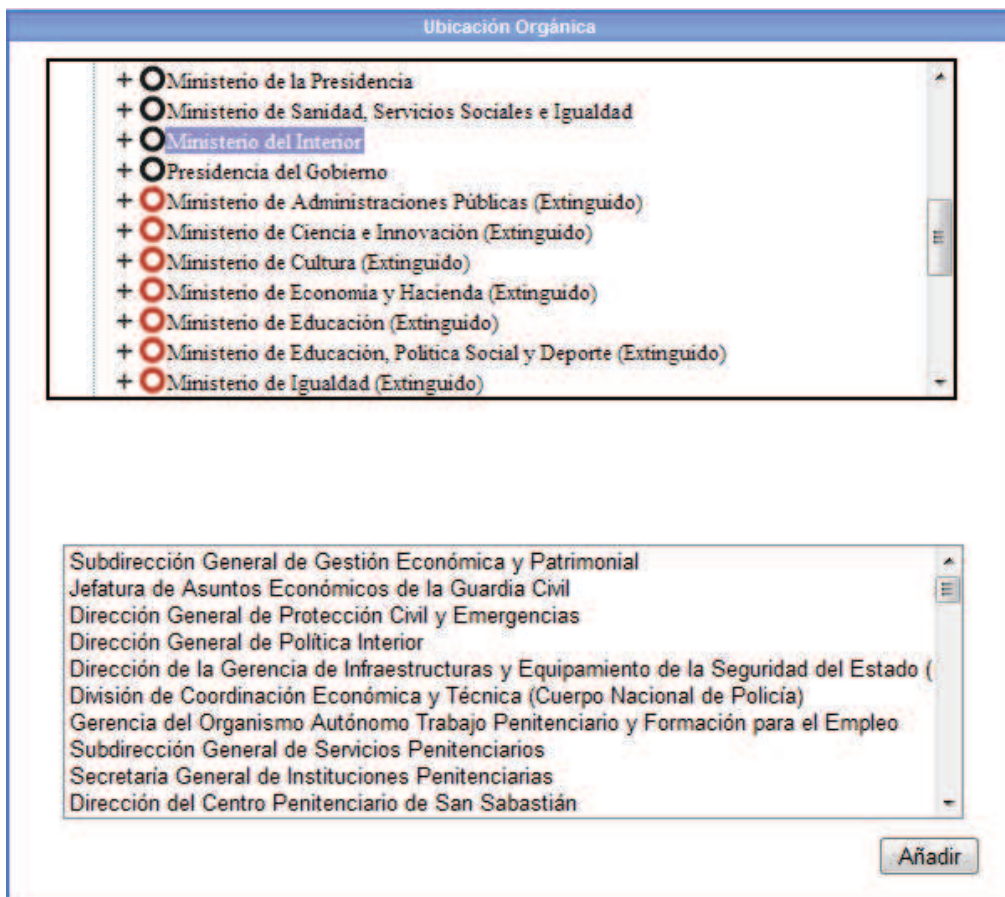 Ubicación Orgánica
+ Ministerio de la Presidencia
+ Ministerio de Sanidad, Servicios Sociales e Igualdad
+ Ministerio del Interior
+ Presidencia del Gobierno
+ Ministerio de Administraciones Públicas (Extinguido)
+ Ministerio de Ciencia e Innovación (Extinguido)
+ Ministerio de Cultura (Extinguido)
+ Ministerio de Economía y Hacienda (Extinguido)
+ Ministerio de Educación (Extinguido)
+ Ministerio de Educación, Política Social y Deporte (Extinguido)
+ Ministerio de Igualdad (Extinguido)
Subdirección General de Gestión Económica y Patrimonial
Jefatura de Asuntos Económicos de la Guardia Civil
Dirección General de Protección Civil y Emergencias
Dirección General de Política Interior
Dirección de la Gerencia de Infraestructuras y Equipamiento de la Seguridad del Estado (
División de Coordinación Económica y Técnica (Cuerpo Nacional de Policía)
Gerencia del Organismo Autónomo Trabajo Penitenciario y Formación para el Empleo
Subdirección General de Servicios Penitenciarios
Secretaría General de Instituciones Penitenciarias
Dirección del Centro Penitenciario de San Sabastián
Añadir